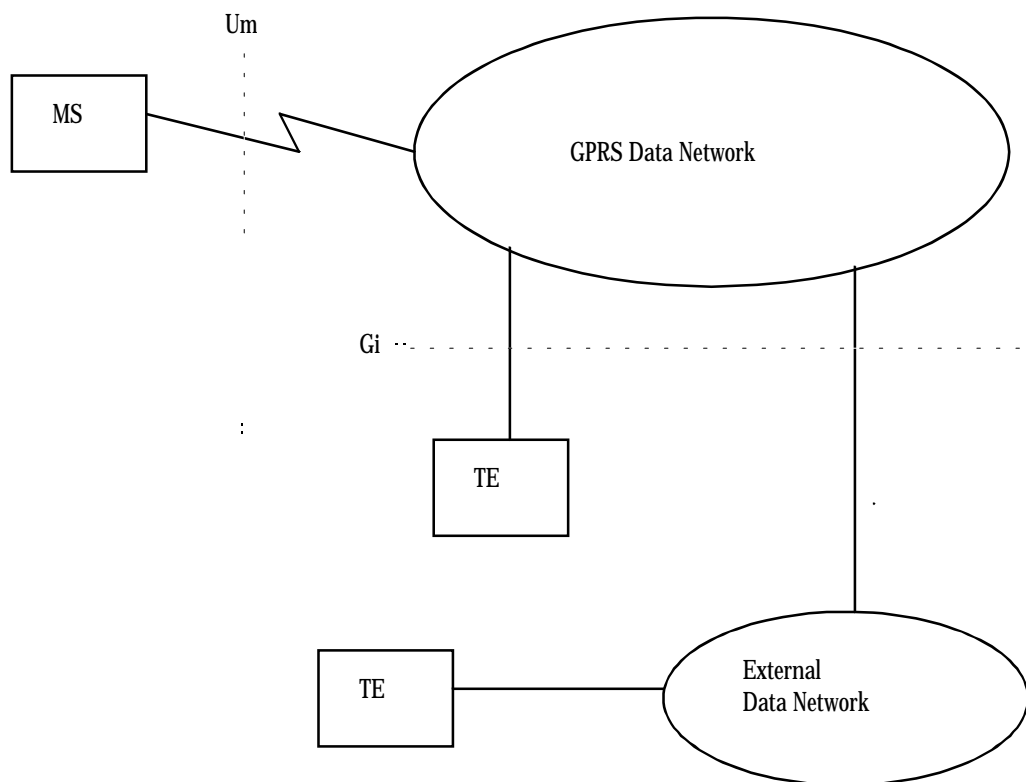 Um
MS
GPRS Data Network
Gi
TE
TE
External
Data Network